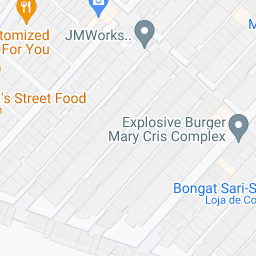 tomized
For You
JMWorks..
M
's Street Food
Explosive Burger
Mary Cris Complex
Bongat Sari-S
Loja de Co